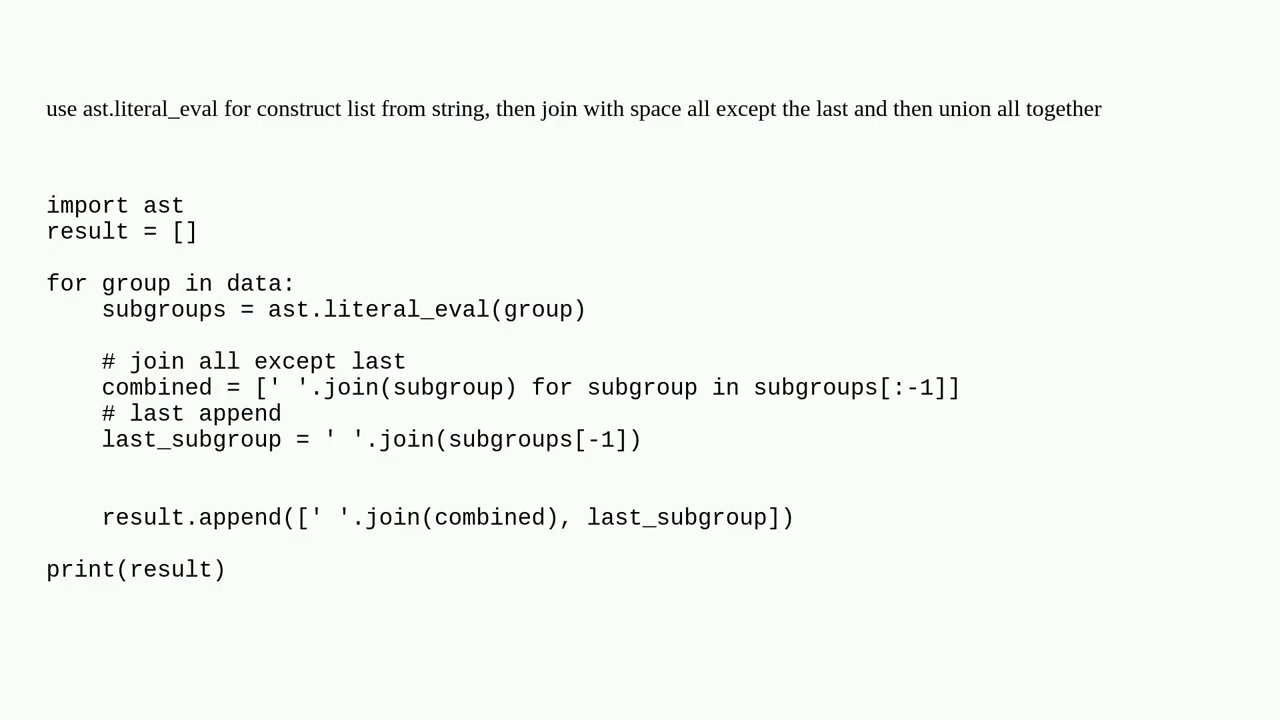 use ast.literal_eval for construct list from string, then join with space all except the last and then union all together
import ast
result = []
for group in data:
    subgroups = ast.literal_eval(group)
    # join all except last
    combined = [' '.join(subgroup) for subgroup in subgroups[:-1]]
    # last append
    last_subgroup = ' '.join(subgroups[-1])
    result.append([' '.join(combined), last_subgroup])
print(result)